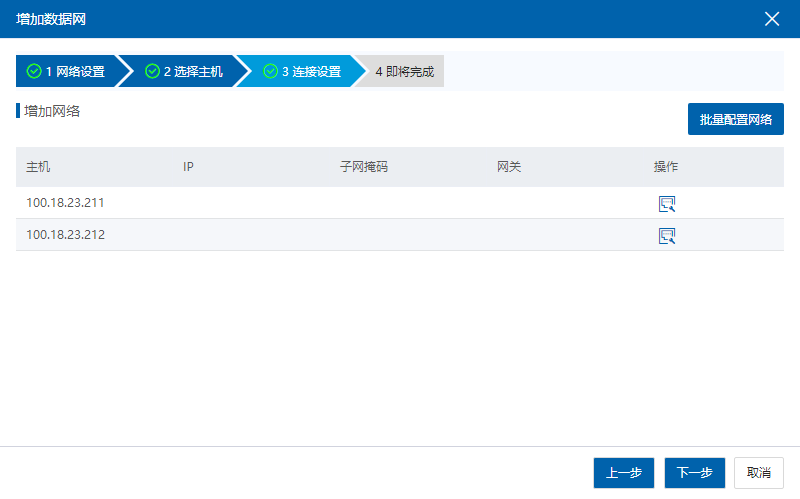 增加数据网
1 网络设置 2 选择主机 3 连接设置 4 即将完成
增加网络
批量配置网络
主机 IP 子网掩码 网关 操作
100.18.23.211
100.18.23.212
上一步 下一步 取消